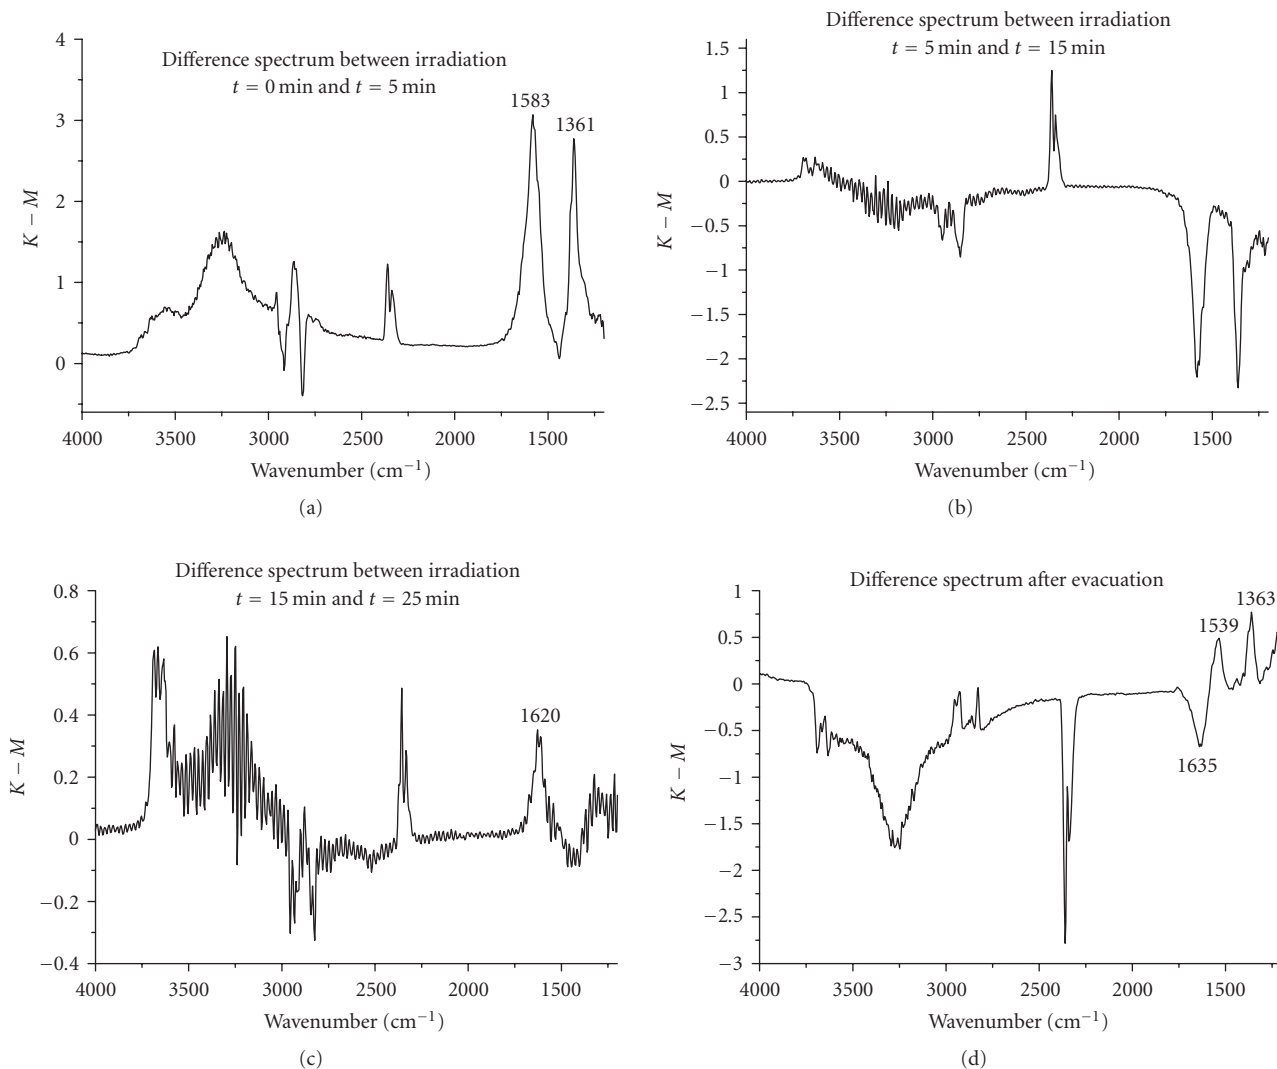 Difference spectrum between irradiation
t = 0 min and t = 5 min
4
3
2
1
0
K − M
1583
1361
4000 3500 3000 2500 2000 1500
Wavenumber (cm−1)
(a)
Difference spectrum between irradiation
t = 5 min and t = 15 min
1.5
1
0.5
0
−0.5
−1
−1.5
−2
−2.5
K − M
4000 3500 3000 2500 2000 1500
Wavenumber (cm−1)
(b)
Difference spectrum between irradiation
t = 15 min and t = 25 min
0.8
0.6
0.4
0.2
0
−0.2
−0.4
K − M
1620
4000 3500 3000 2500 2000 1500
Wavenumber (cm−1)
(c)
Difference spectrum after evacuation
1
0.5
0
−0.5
−1
−1.5
−2
−2.5
−3
K − M
1363
1539
1635
4000 3500 3000 2500 2000 1500
Wavenumber (cm−1)
(d)